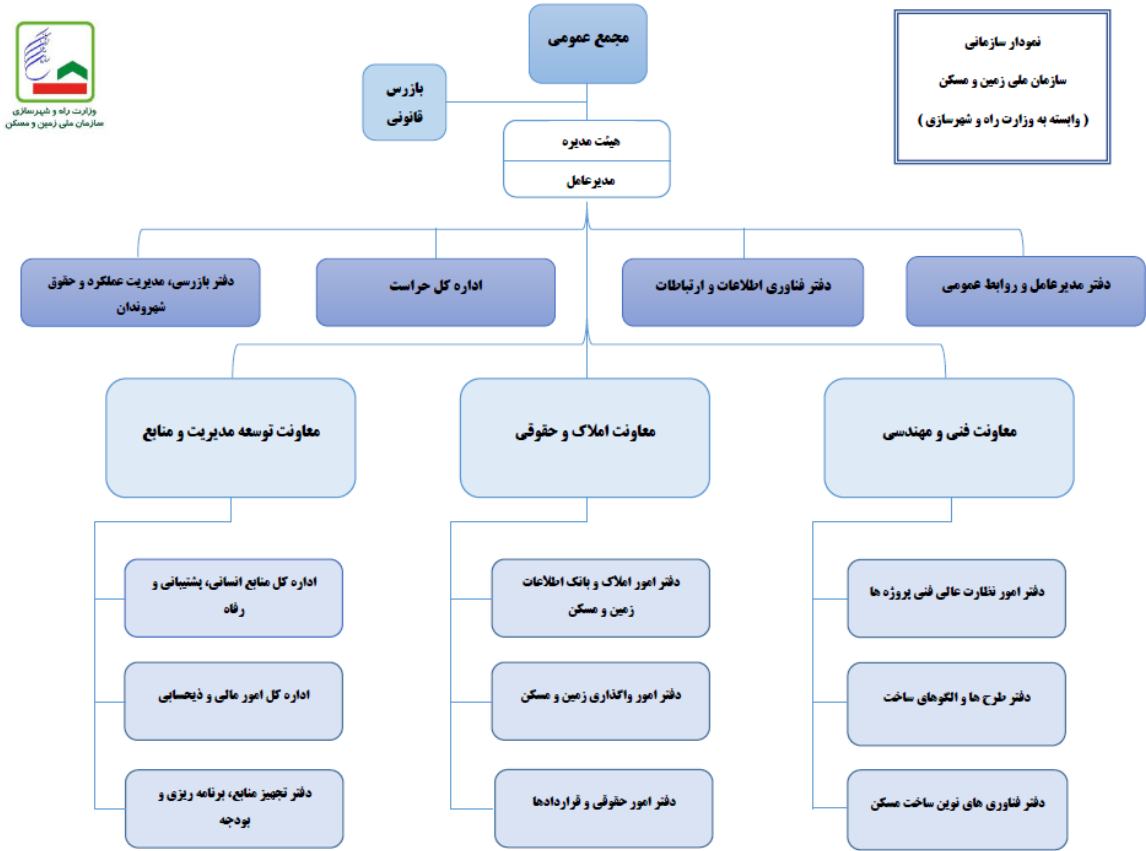 مجمع عمومی
نمودار سازمانی
سازمان ملی زمین و مسکن
( وابسته به وزارت راه و شهرسازی )
وزارت راه و شهرسازی
سازمان ملی زمین و مسکن
بازرس
قانونی
هیئت مدیره
مدیرعامل
دفتر مدیرعامل و روابط عمومی
دفتر فناوری اطلاعات و ارتباطات
اداره کل حراست
دفتر بازرسی، مدیریت عملکرد و حقوق
شهروندان
معاونت فنی و مهندسی
معاونت املاک و حقوقی
معاونت توسعه مدیریت و منابع
دفتر امور نظارت عالی فنی پروژه ها
دفتر امور املاک و بانک اطلاعات
زمین و مسکن
اداره کل منابع انسانی، پشتیبانی و
رفاه
دفتر طرح ها و الگوهای ساخت
دفتر امور واگذاری زمین و مسکن
اداره کل امور مالی و ذیحسابی
دفتر فناوری های نوین ساخت مسکن
دفتر امور حقوقی و قراردادها
دفتر تجهیز منابع، برنامه ریزی و
بودجه